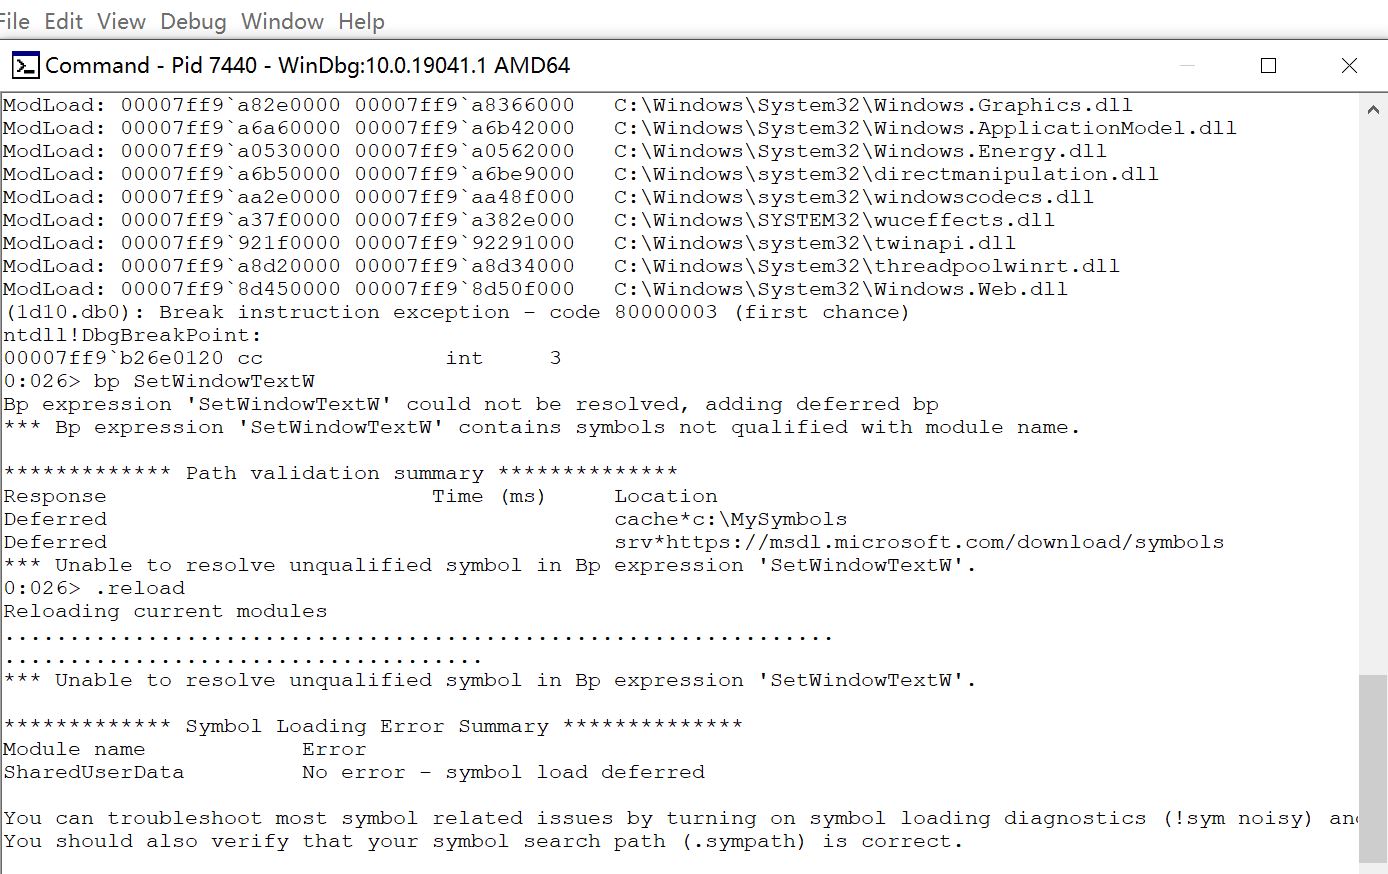 File Edit View Debug Window Help
Command - Pid 7440 - WinDbg:10.0.19041.1 AMD64
ModLoad: 00007ff9`a82e0000 00007ff9`a8366000   C:\Windows\System32\Windows.Graphics.dll
ModLoad: 00007ff9`a6a60000 00007ff9`a6b42000   C:\Windows\System32\Windows.ApplicationModel.dll
ModLoad: 00007ff9`a0530000 00007ff9`a0562000   C:\Windows\System32\Windows.Energy.dll
ModLoad: 00007ff9`a6b50000 00007ff9`a6be9000   C:\Windows\system32\directmanipulation.dll
ModLoad: 00007ff9`aa2e0000 00007ff9`aa48f000   C:\Windows\system32\windowscodecs.dll
ModLoad: 00007ff9`a37f0000 00007ff9`a382e000   C:\Windows\SYSTEM32\wuceffects.dll
ModLoad: 00007ff9`921f0000 00007ff9`92291000   C:\Windows\system32\twinapi.dll
ModLoad: 00007ff9`a8d20000 00007ff9`a8d34000   C:\Windows\System32\threadpoolwinrt.dll
ModLoad: 00007ff9`8d450000 00007ff9`8d50f000   C:\Windows\System32\Windows.Web.dll
(1d10.db0): Break instruction exception - code 80000003 (first chance)
ntdll!DbgBreakPoint:
00007ff9`b26e0120 cc              int     3
0:026> bp SetWindowTextW
Bp expression 'SetWindowTextW' could not be resolved, adding deferred bp
*** Bp expression 'SetWindowTextW' contains symbols not qualified with module name.
************* Path validation summary **************
Response                         Time (ms)     Location
Deferred                                       cache*c:\MySymbols
Deferred                                       srv*https://msdl.microsoft.com/download/symbols
*** Unable to resolve unqualified symbol in Bp expression 'SetWindowTextW'.
0:026> .reload
Reloading current modules
................................................................
.....................................
*** Unable to resolve unqualified symbol in Bp expression 'SetWindowTextW'.
************* Symbol Loading Error Summary **************
Module name            Error
SharedUserData         No error - symbol load deferred
You can troubleshoot most symbol related issues by turning on symbol loading diagnostics (!sym noisy)
You should also verify that your symbol search path (.sympath) is correct.